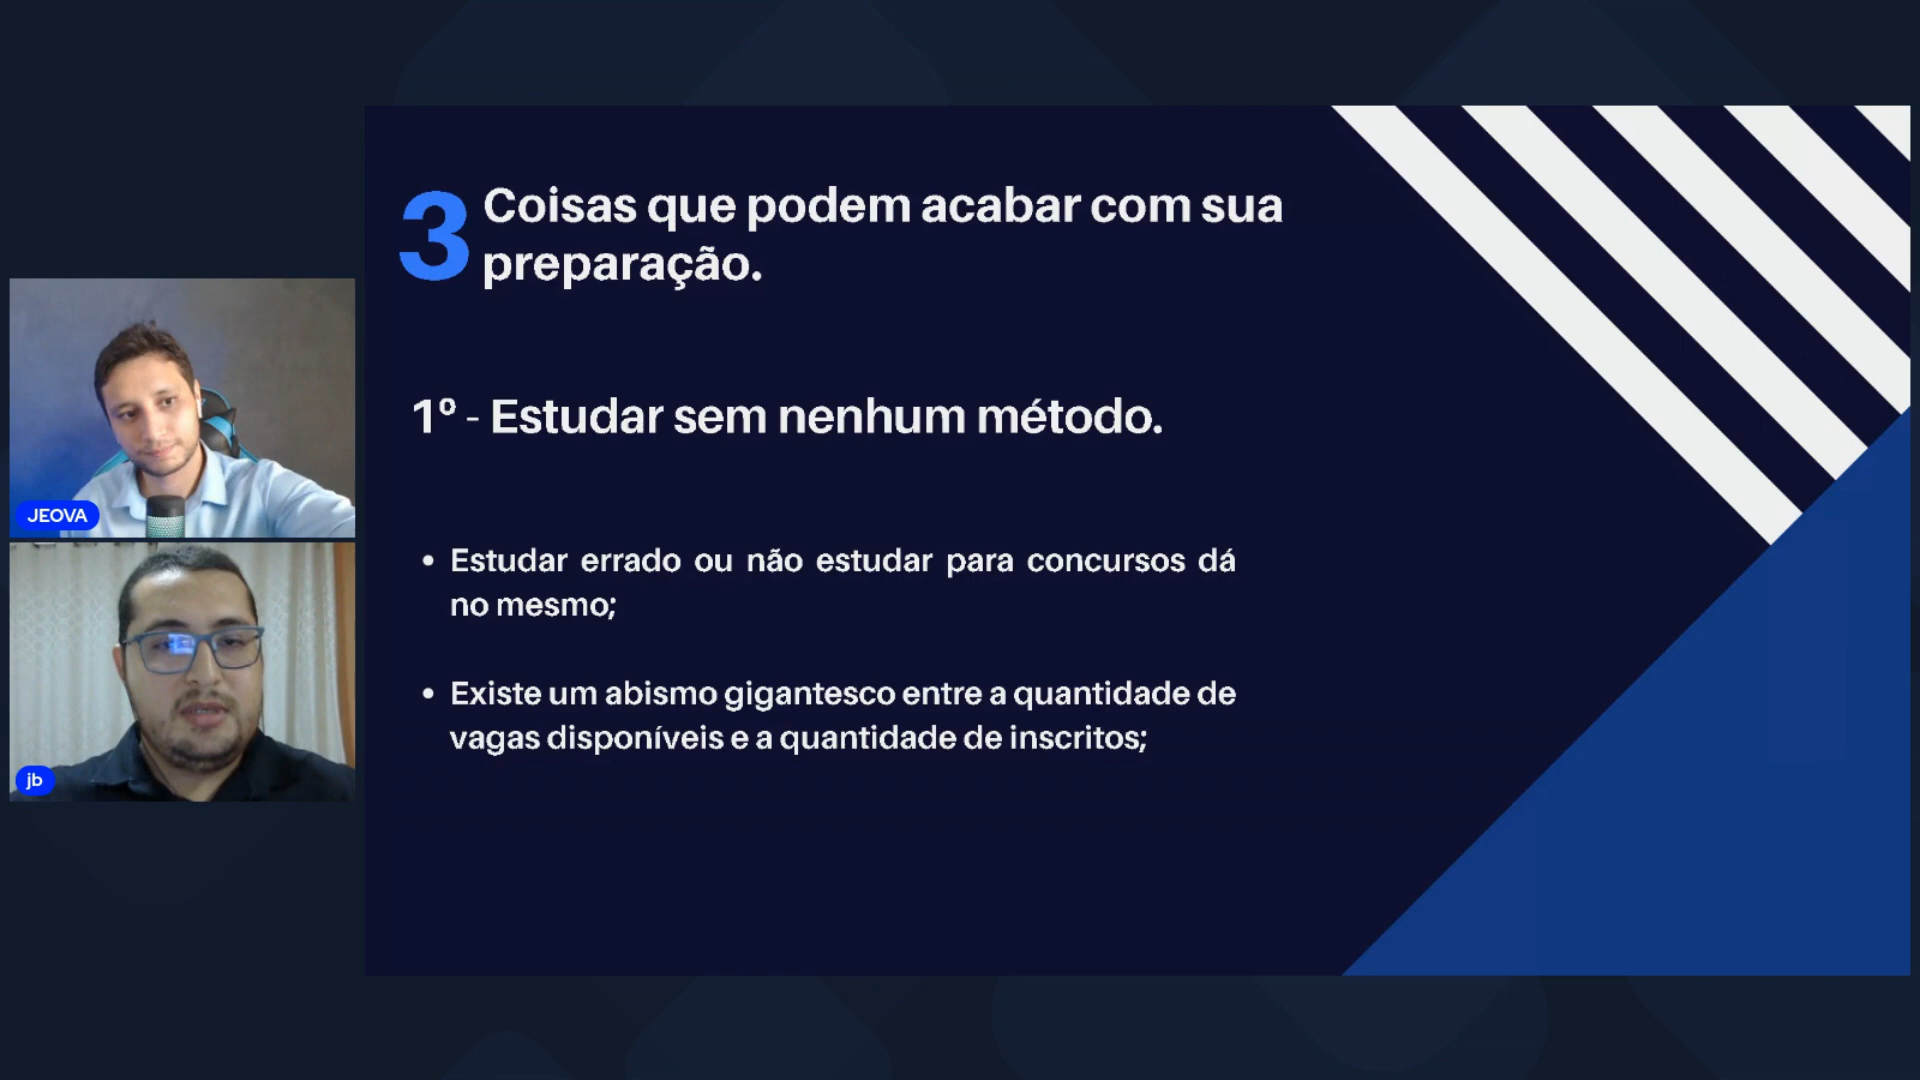 3 Coisas que podem acabar com sua
preparação.
1º - Estudar sem nenhum método.
JEOVA
• Estudar errado ou não estudar para concursos dá
no mesmo;
• Existe um abismo gigantesco entre a quantidade de
vagas disponíveis e a quantidade de inscritos;
jb